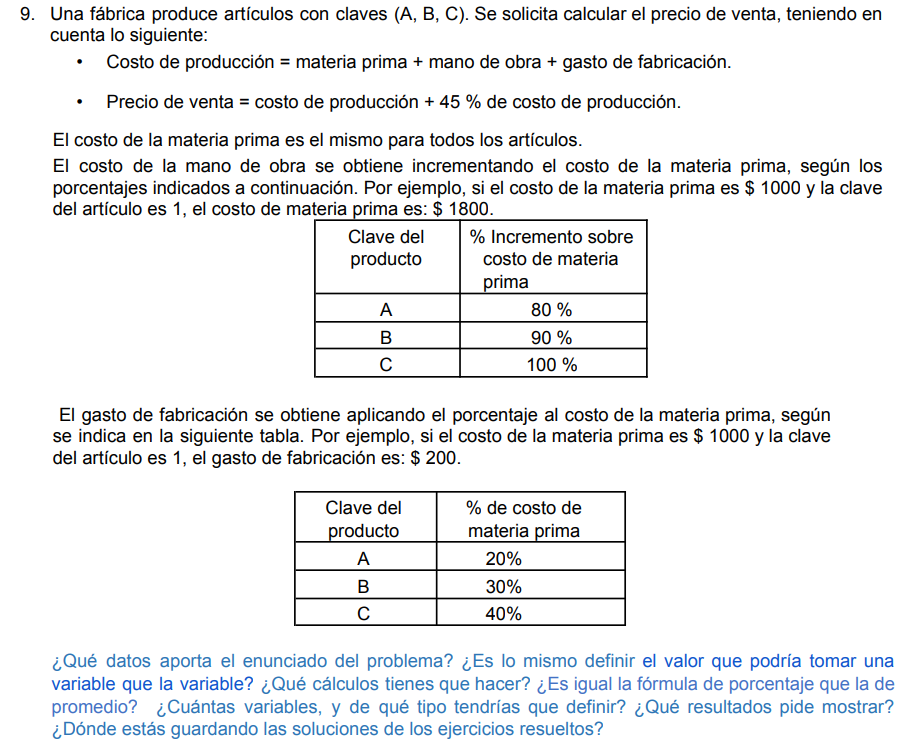 9. Una fábrica produce artículos con claves (A, B, C). Se solicita calcular el precio de venta, teniendo en
cuenta lo siguiente:
• Costo de producción = materia prima + mano de obra + gasto de fabricación.
• Precio de venta = costo de producción + 45 % de costo de producción.
El costo de la materia prima es el mismo para todos los artículos.
El costo de la mano de obra se obtiene incrementando el costo de la materia prima, según los
porcentajes indicados a continuación. Por ejemplo, si el costo de la materia prima es $ 1000 y la clave
del artículo es 1, el costo de materia prima es: $ 1800.
Clave del % Incremento sobre
producto costo de materia
prima
A 80 %
B 90 %
C 100 %
El gasto de fabricación se obtiene aplicando el porcentaje al costo de la materia prima, según
se indica en la siguiente tabla. Por ejemplo, si el costo de la materia prima es $ 1000 y la clave
del artículo es 1, el gasto de fabricación es: $ 200.
Clave del % de costo de
producto materia prima
A 20%
B 30%
C 40%
¿Qué datos aporta el enunciado del problema? ¿Es lo mismo definir el valor que podría tomar una
variable que la variable? ¿Qué cálculos tienes que hacer? ¿Es igual la fórmula de porcentaje que la de
promedio? ¿Cuántas variables, y de qué tipo tendrías que definir? ¿Qué resultados pide mostrar?
¿Dónde estás guardando las soluciones de los ejercicios resueltos?